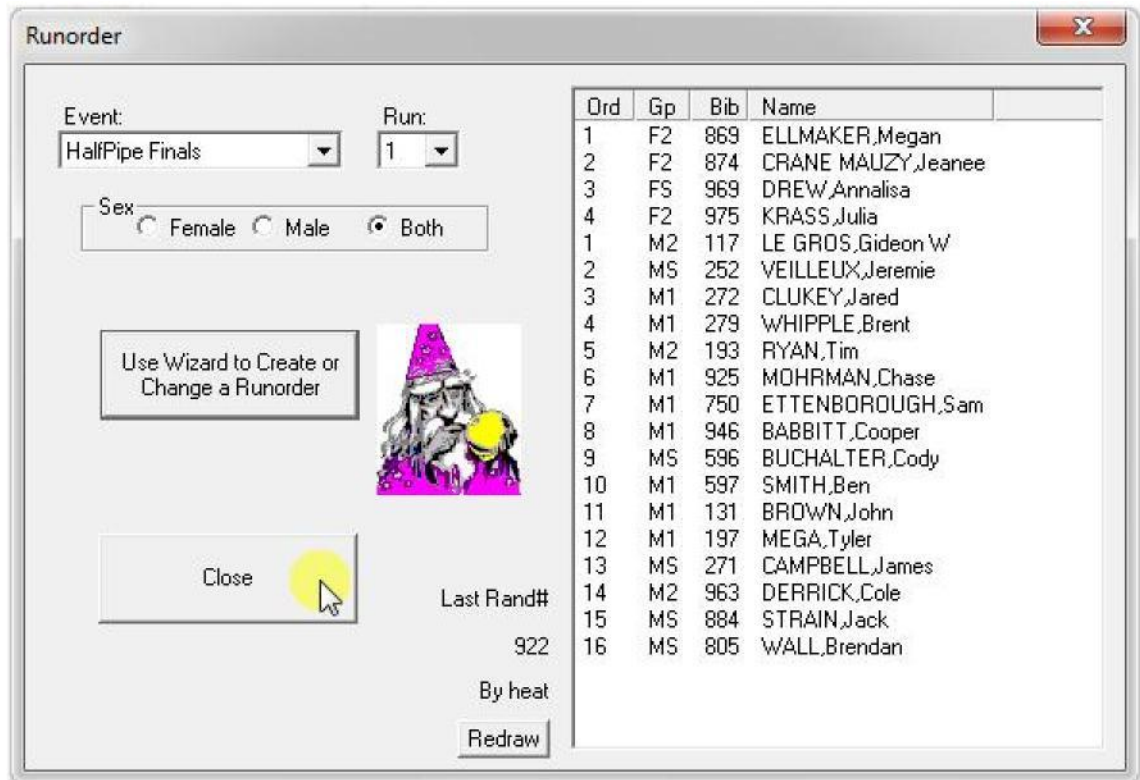 Runorder
Event:
Run:
HalfPipe Finals
1
Sex
Female
Male
Both
Use Wizard to Create or
Change a Runorder
Close
Last Rand#
922
By heat
Redraw
Ord Gp Bib Name
1 F2 869 ELLMAKER,Megan
2 F2 874 CRANE MAUZY,Jeanee
3 FS 969 DREW,Annalisa
4 F2 975 KRASS,Julia
1 M2 117 LE GROS,Gideon W
2 MS 252 VEILLEUX,Jeremie
3 M1 272 CLUKEY,Jared
4 M1 279 WHIPPLE,Brent
5 M2 193 RYAN,Tim
6 M1 925 MOHRMAN,Chase
7 M1 750 ETTENBOROUGH,Sam
8 M1 946 BABBITT,Cooper
9 MS 596 BUCHALTER,Cody
10 M1 597 SMITH,Ben
11 M1 131 BROWN,John
12 M1 197 MEGA,Tyler
13 MS 271 CAMPBELL,James
14 M2 963 DERRICK,Cole
15 MS 884 STRAIN,Jack
16 MS 805 WALL,Brendan